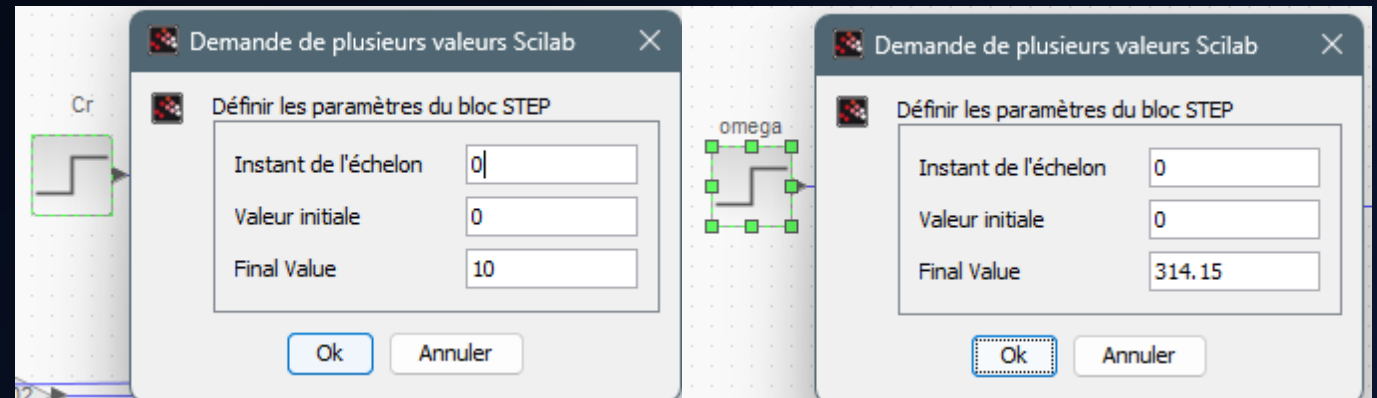 Demande de plusieurs valeurs Scilab
Cr
Définir les paramètres du bloc STEP
Instant de l'échelon 0
Valeur initiale 0
Final Value 10
Ok Annuler
Demande de plusieurs valeurs Scilab
omega
Définir les paramètres du bloc STEP
Instant de l'échelon 0
Valeur initiale 0
Final Value 314.15
Ok Annuler